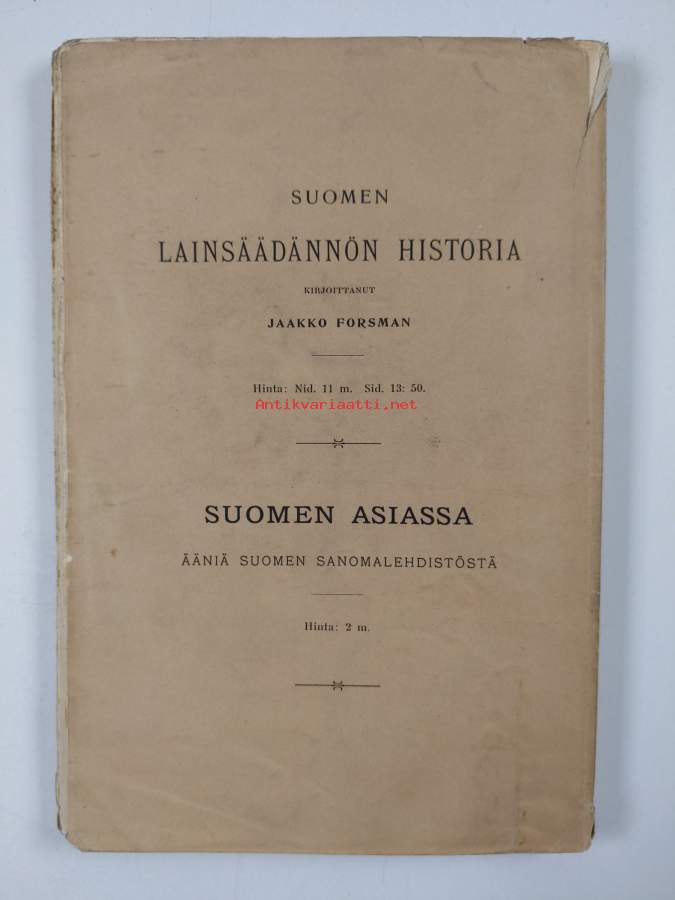 SUOMEN
LAINSÄÄDÄNNÖN HISTORIA
KIRJOITTANUT
JAAKKO FORSMAN
Hinta: Nid. 11 m. Sid. 13: 50.
Antikvariaatti.net
SUOMEN ASIASSA
ÄÄNIÄ SUOMEN SANOMALEHDISTÖSTÄ
Hinta: 2 m.